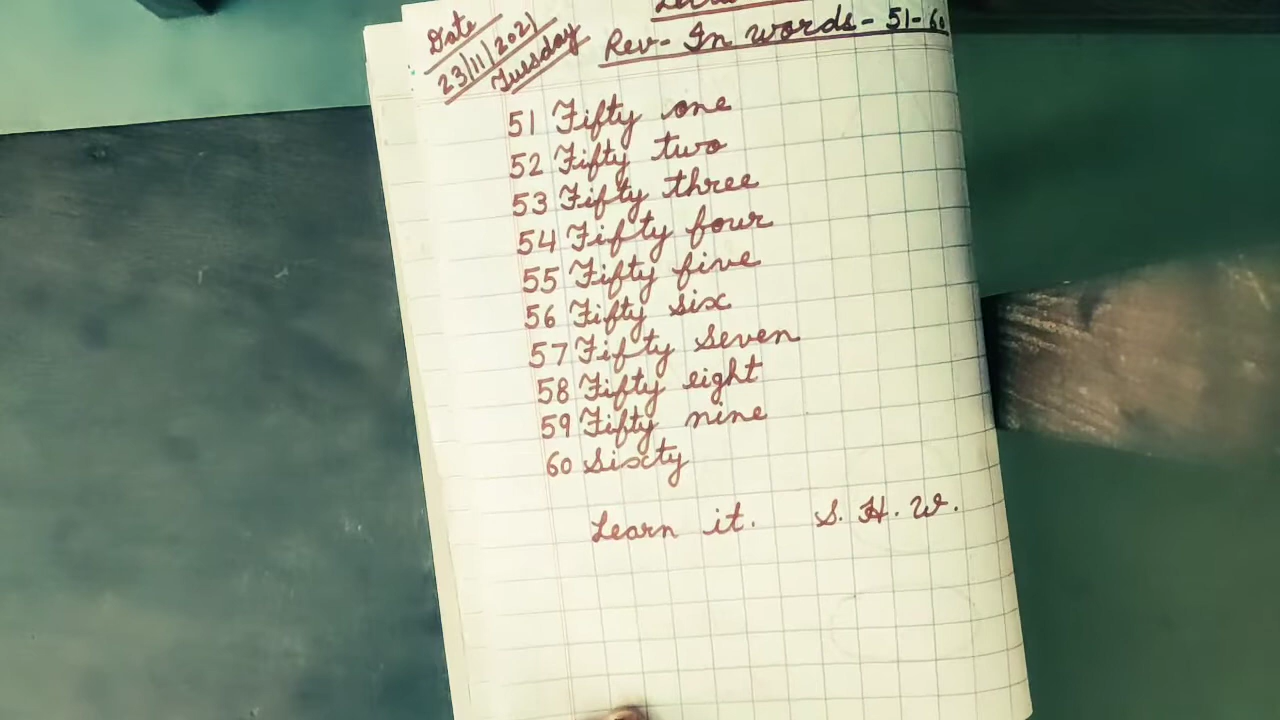 Date
23/11/2021
Tuesday
Rev- In words - 51-60
51 Fifty one
52 Fifty two
53 Fifty three
54 Fifty four
55 Fifty five
56 Fifty six
57 Fifty Seven
58 Fifty eight
59 Fifty nine
60 Sixty
Learn it. S. H. W.